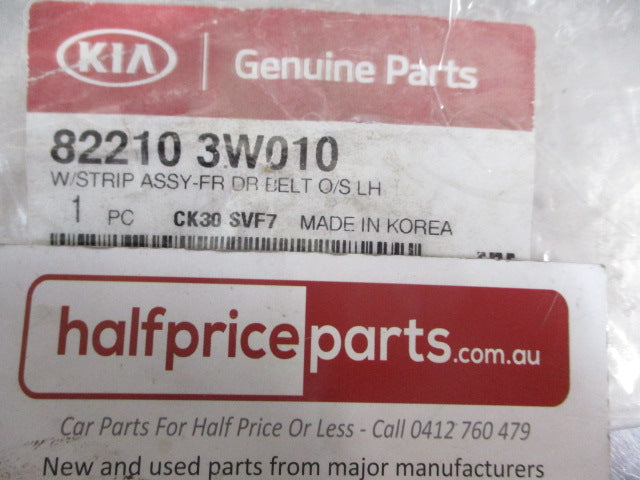 KIA Genuine Parts
82210 3W010
W/STRIP ASSY-FR DR BELT O/S LH
1 PC CK30 SVF7 MADE IN KOREA
halfpriceparts.com.au
Car Parts For Half Price Or Less - Call 0412 760 479
New and used parts from major manufacturers